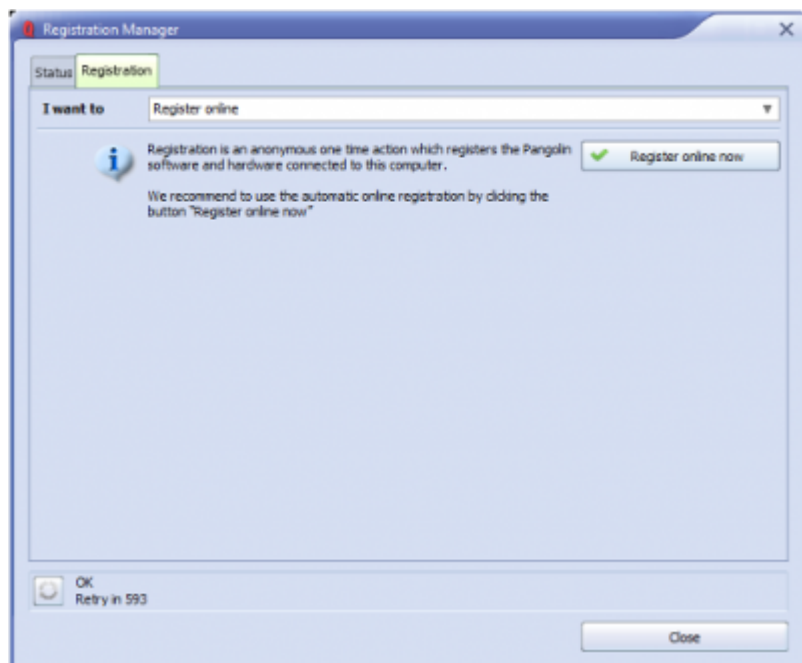 Registration Manager
Status Registration
I want to Register online
Registration is an anonymous one time action which registers the Pangolin
software and hardware connected to this computer.
Register online now
We recommend to use the automatic online registration by clicking the
button "Register online now"
OK
Retry in 593
Close